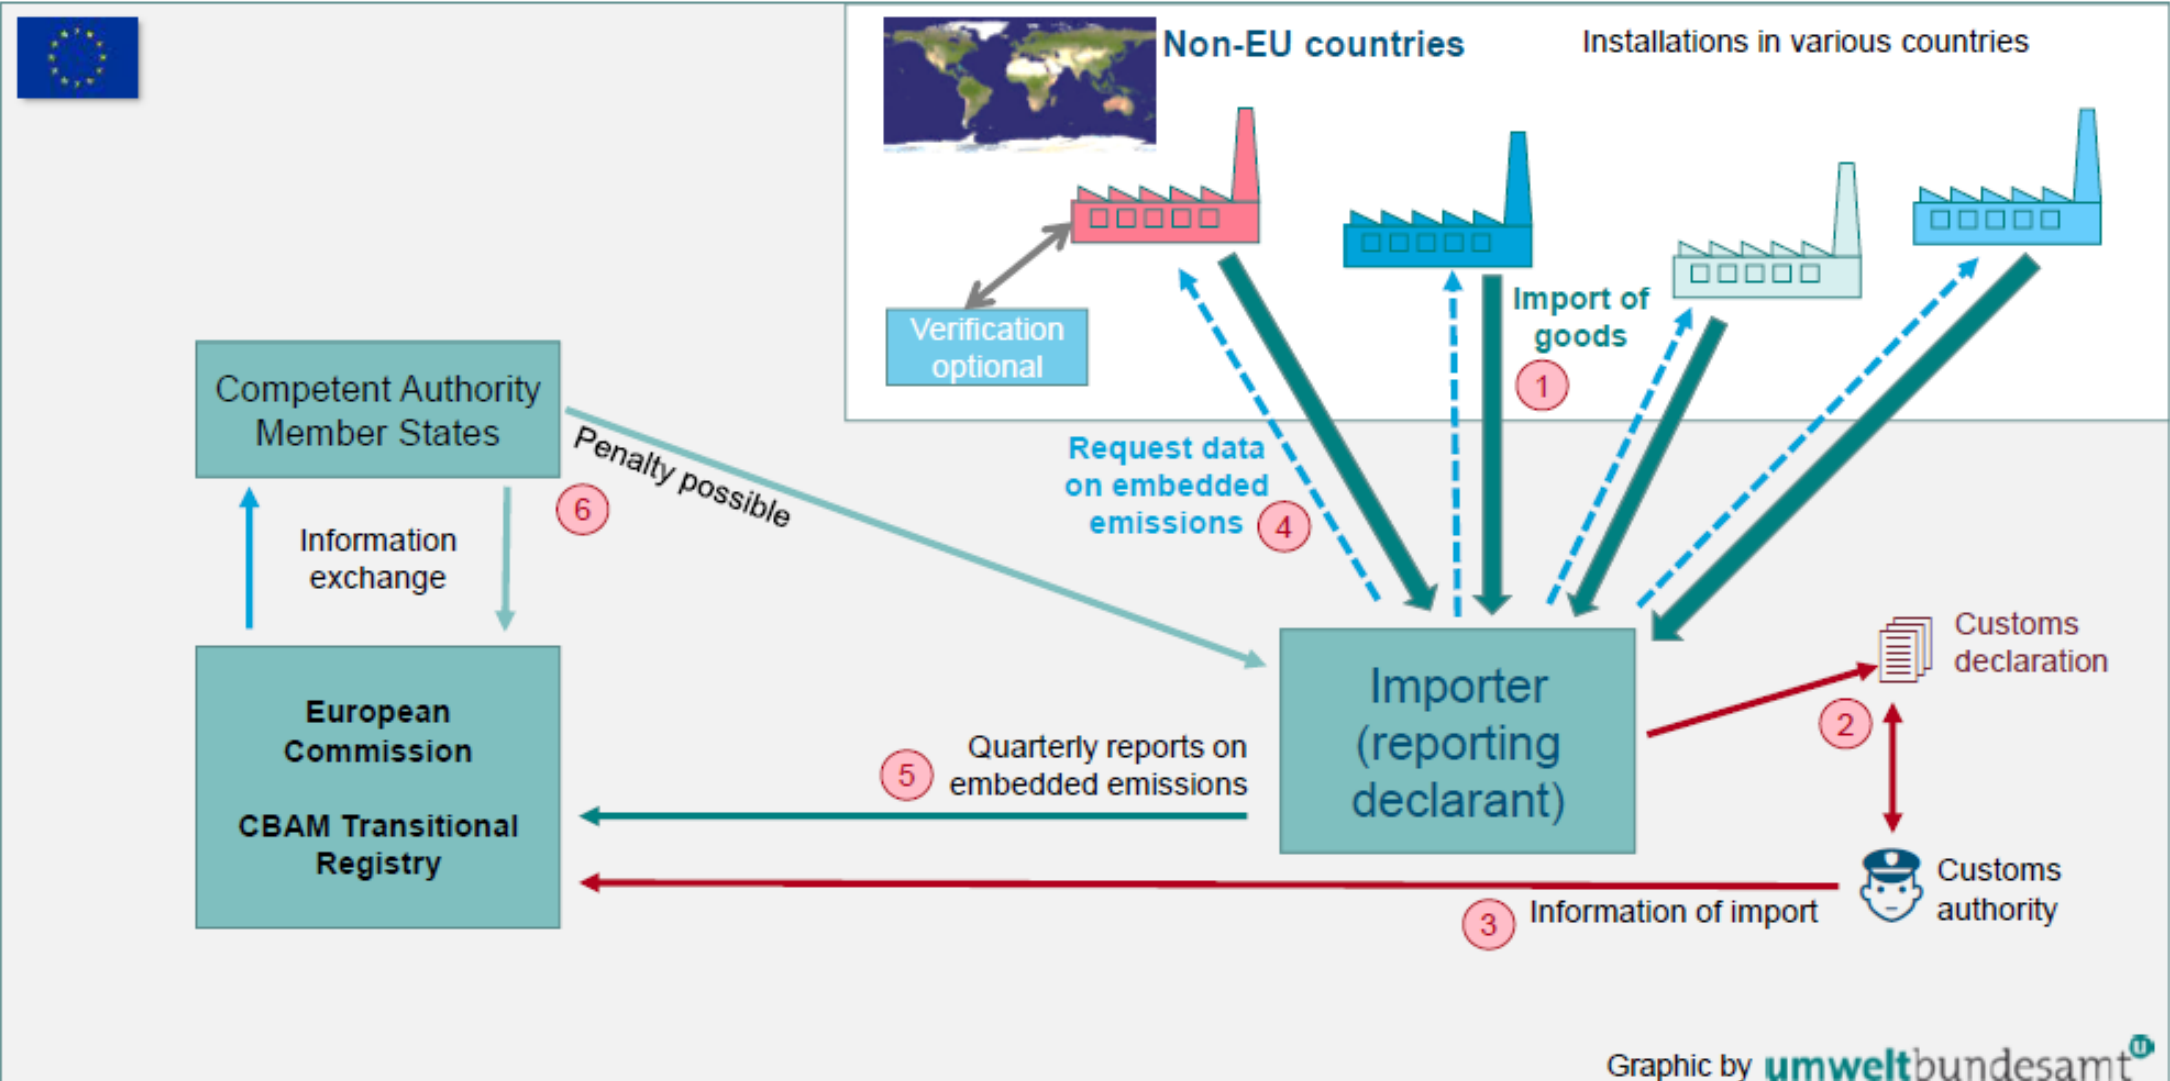 Non-EU countries
Installations in various countries
Import of
goods
1
Verification
optional
Competent Authority
Member States
Penalty possible
6
Information
exchange
Request data
on embedded
emissions
4
European
Commission
CBAM Transitional
Registry
Quarterly reports on
embedded emissions
5
Importer
(reporting
declarant)
Customs
declaration
2
Customs
authority
3
Information of import
Graphic by umweltbundesamt
u